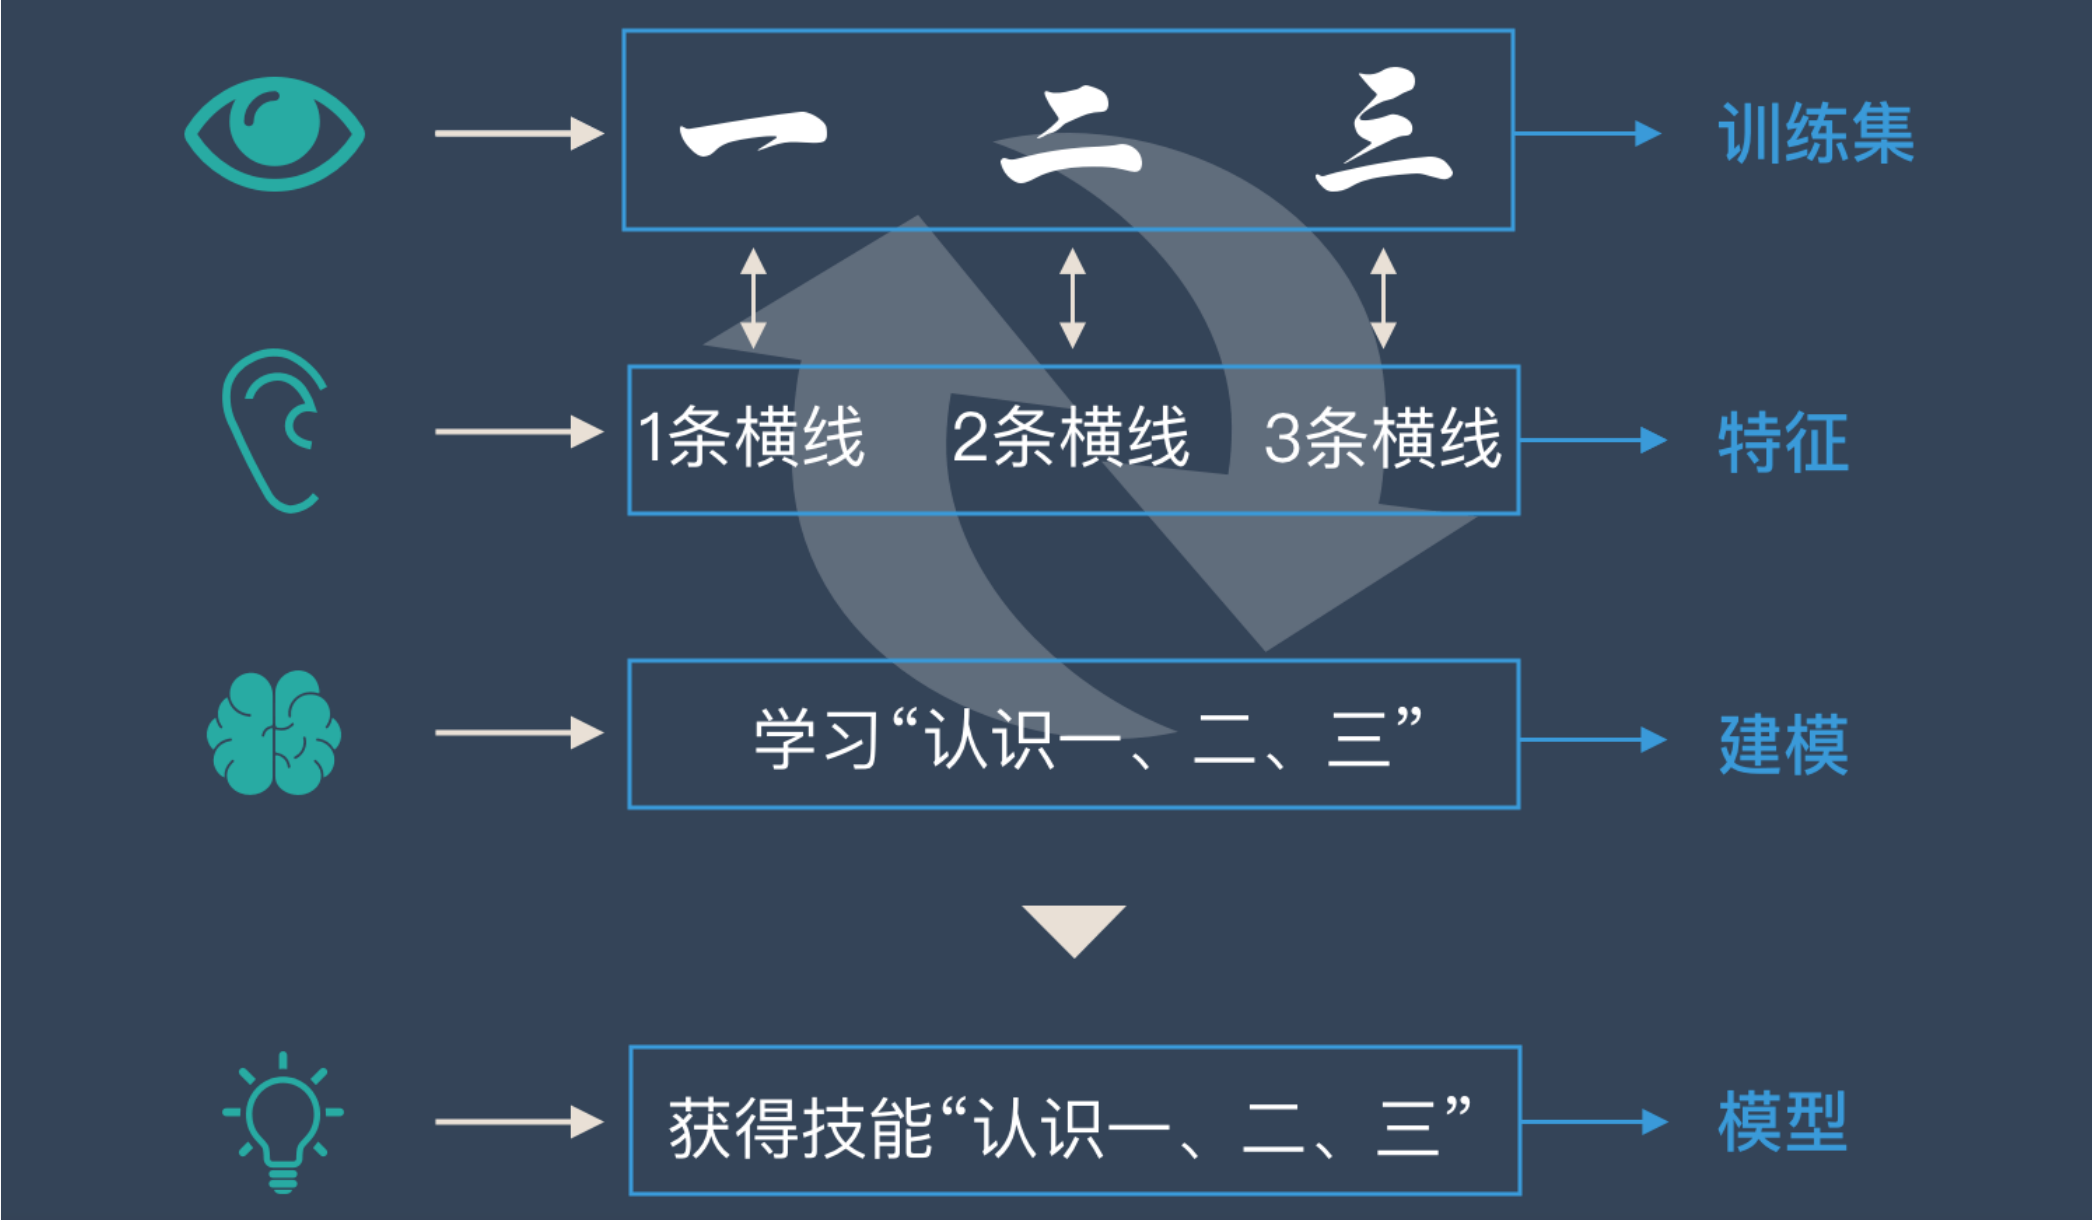 一 二 三 训练集
1条横线 2条横线 3条横线 特征
学习“认识一、二、三” 建模
获得技能“认识一、二、三” 模型